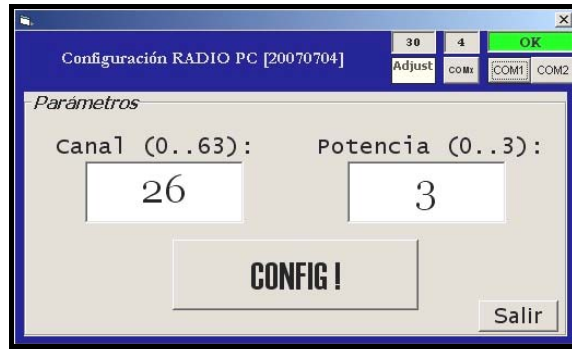 Configuración RADIO PC [20070704]
30 4 OK
Adjust COMx COM1 COM2
Parámetros
Canal (0..63): Potencia (0..3):
26 3
CONFIG !
Salir